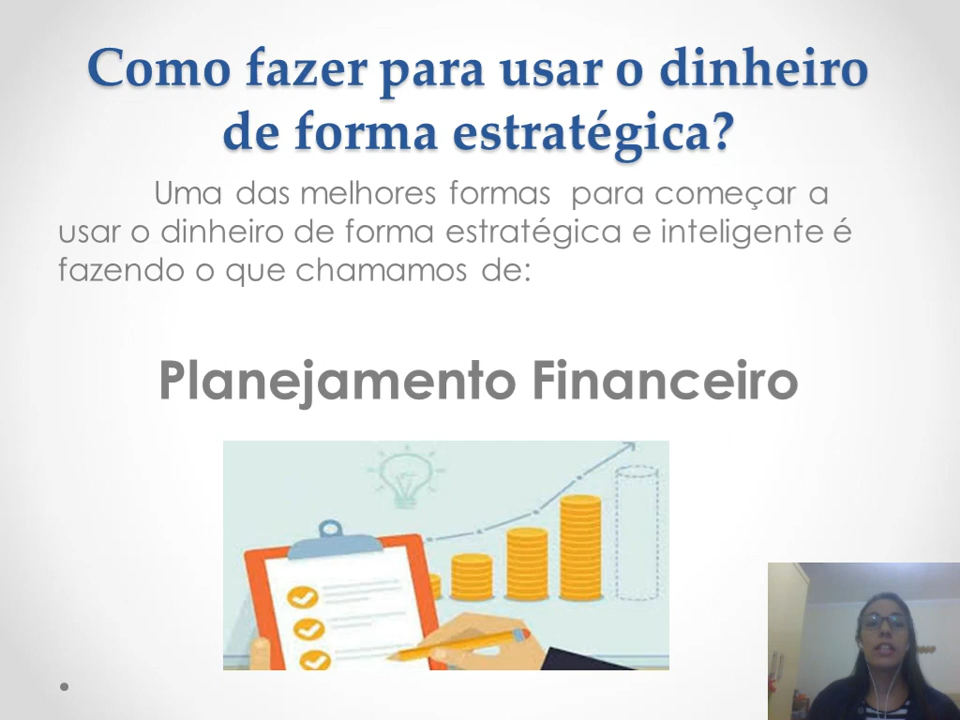 Como fazer para usar o dinheiro
de forma estratégica?
Uma das melhores formas para começar a
usar o dinheiro de forma estratégica e inteligente é
fazendo o que chamamos de:
Planejamento Financeiro